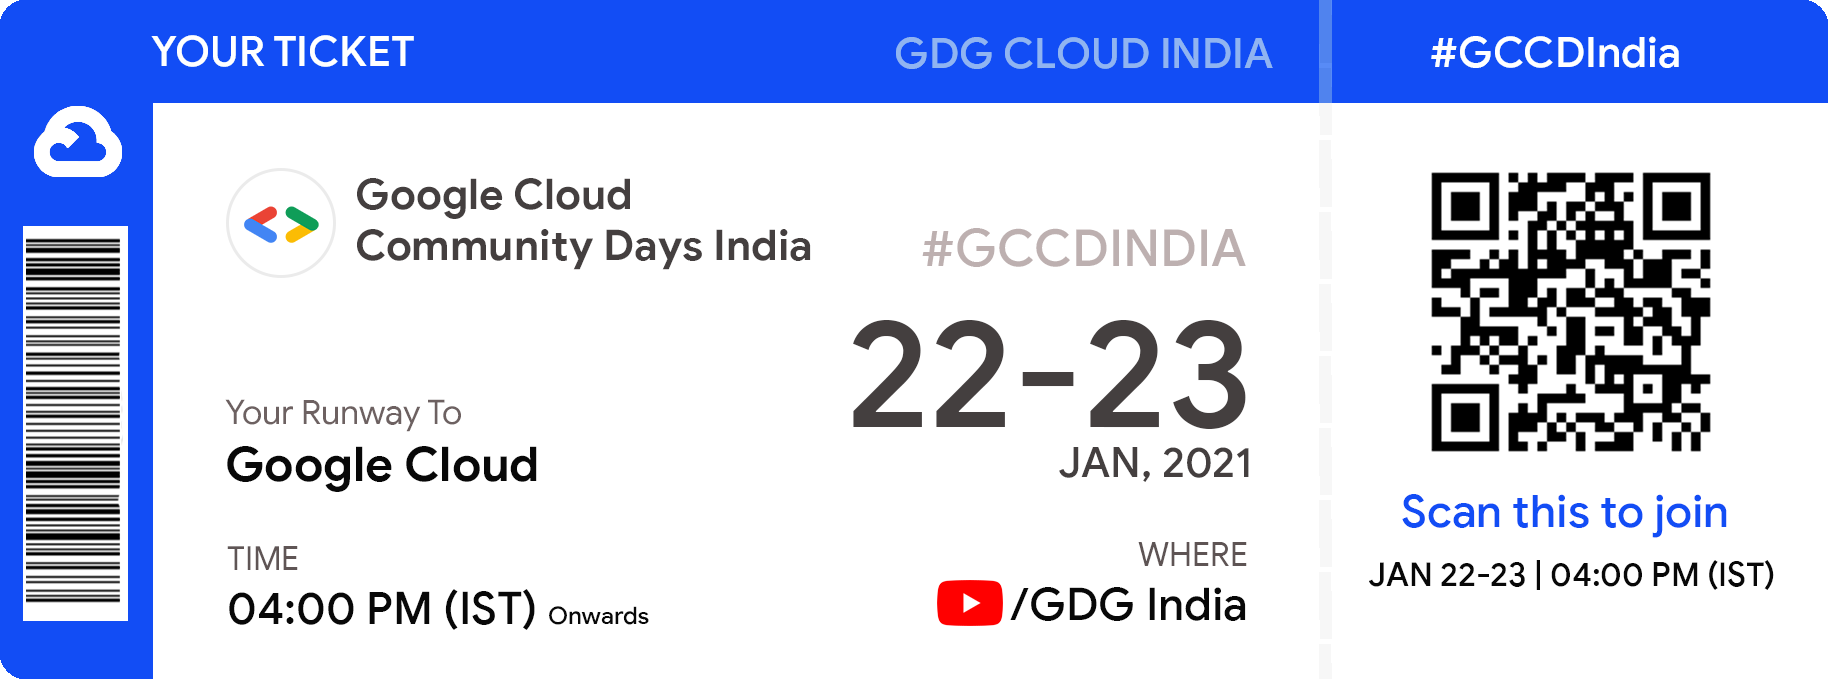 YOUR TICKET
GDG CLOUD INDIA
#GCCDIndia
Google Cloud
Community Days India
#GCCDINDIA
22-23
JAN, 2021
Your Runway To
Google Cloud
TIME
04:00 PM (IST) Onwards
WHERE
/GDG India
Scan this to join
JAN 22-23 | 04:00 PM (IST)